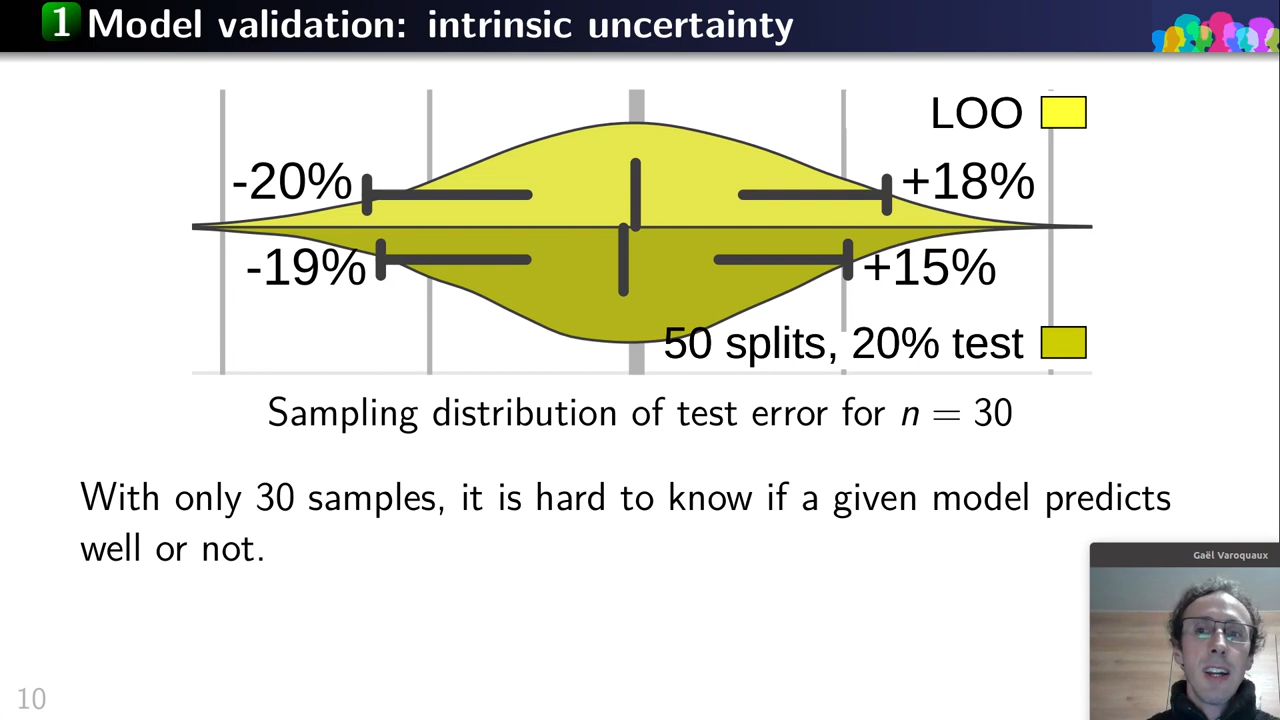 1 Model validation: intrinsic uncertainty
LOO
-20%
+18%
-19%
+15%
50 splits, 20% test
Sampling distribution of test error for n = 30
With only 30 samples, it is hard to know if a given model predicts
well or not.
Gaël Varoquaux
10